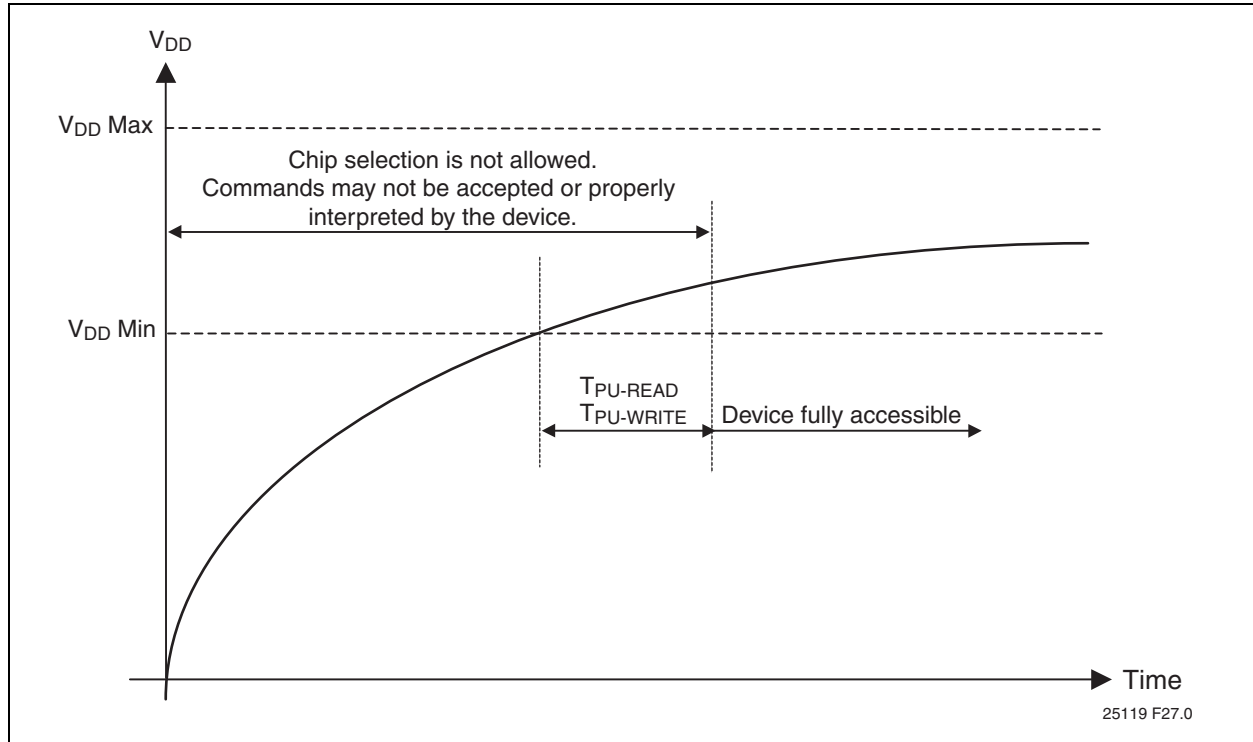 VDD
VDD Max
Chip selection is not allowed.
Commands may not be accepted or properly
interpreted by the device.
VDD Min
TPU-READ
TPU-WRITE
Device fully accessible
Time
25119 F27.0